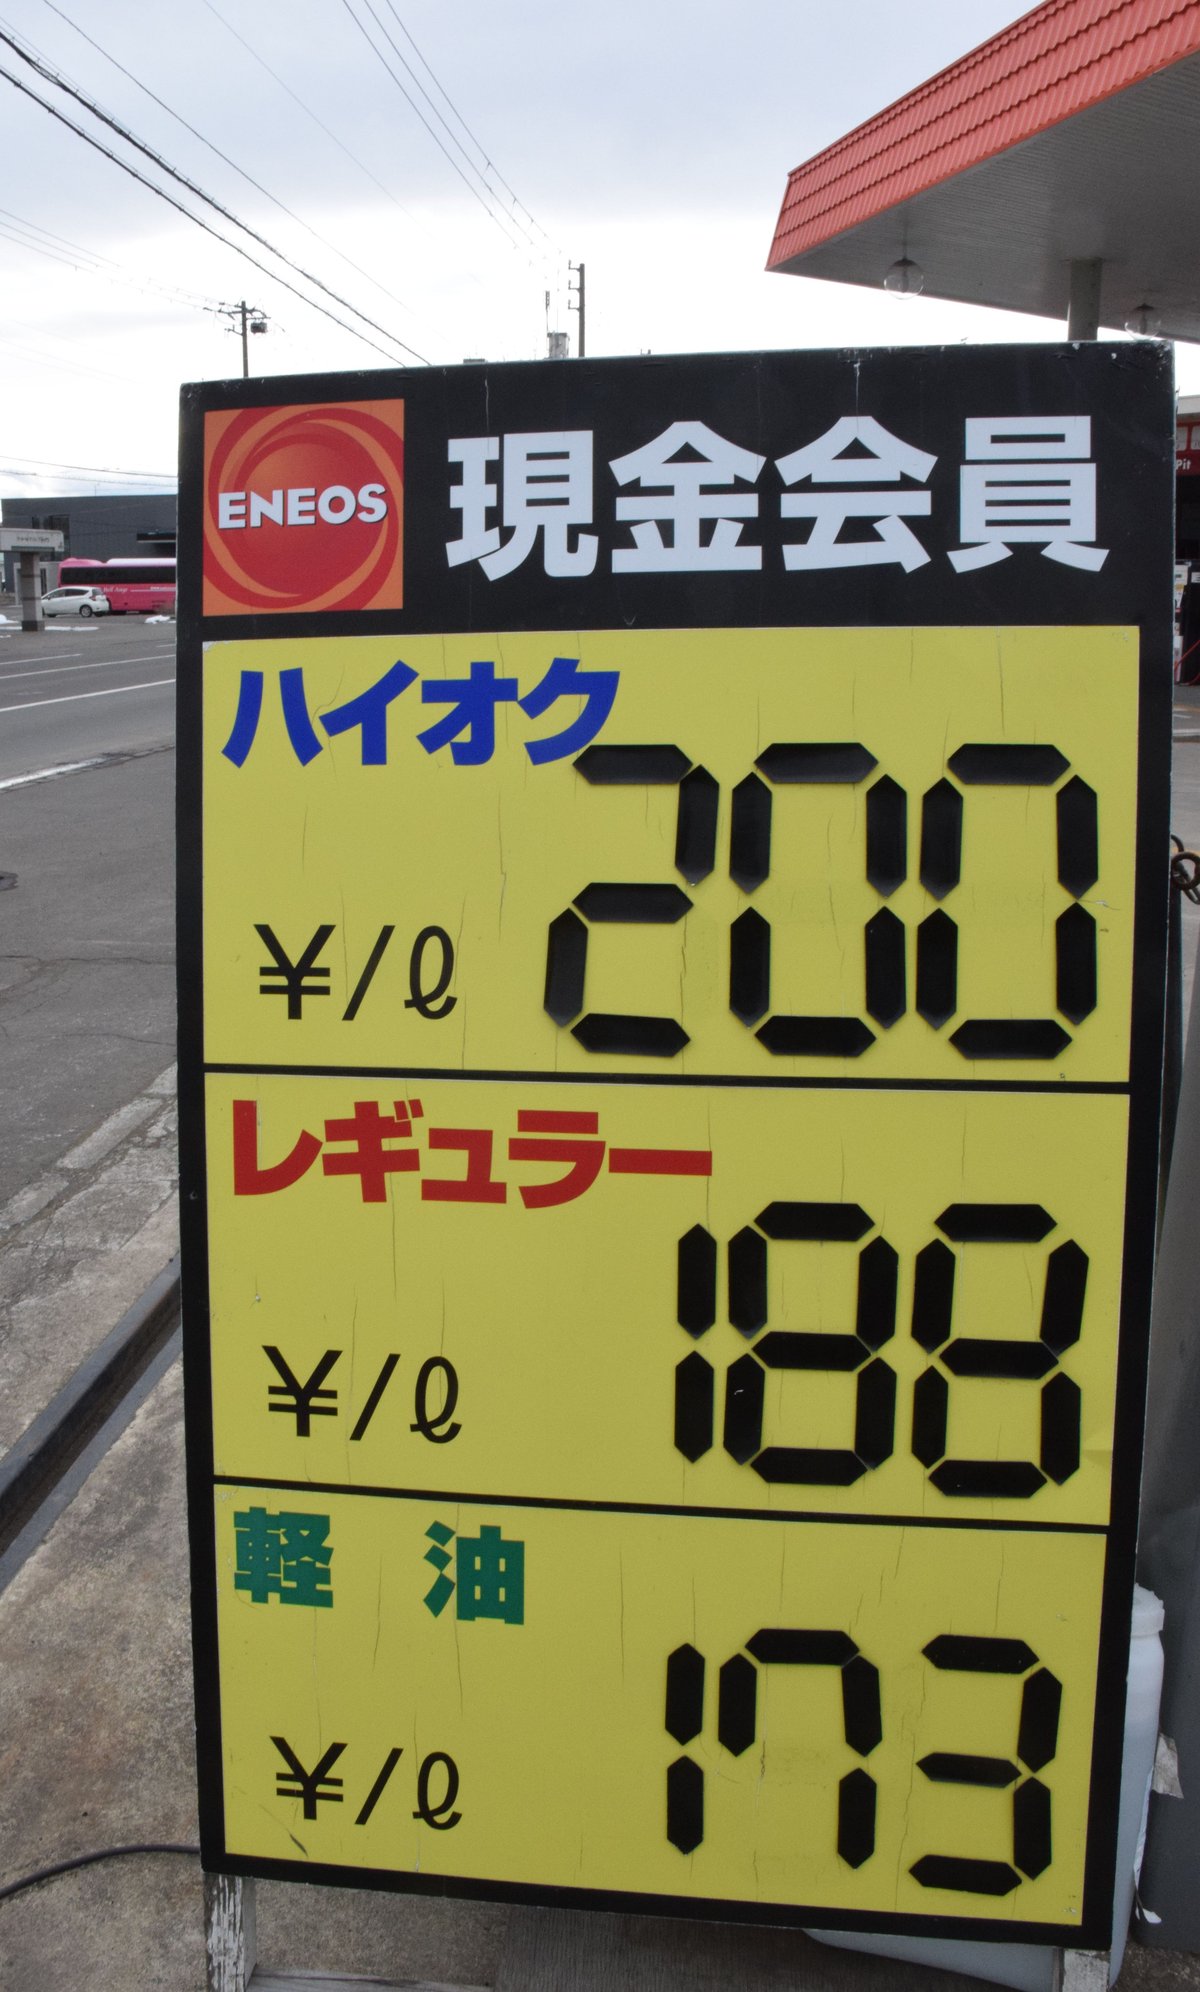 ENEOS
現金会員
ハイオク
¥/ℓ 200
レギュラー
¥/ℓ 188
軽 油
¥/ℓ 173
Pit